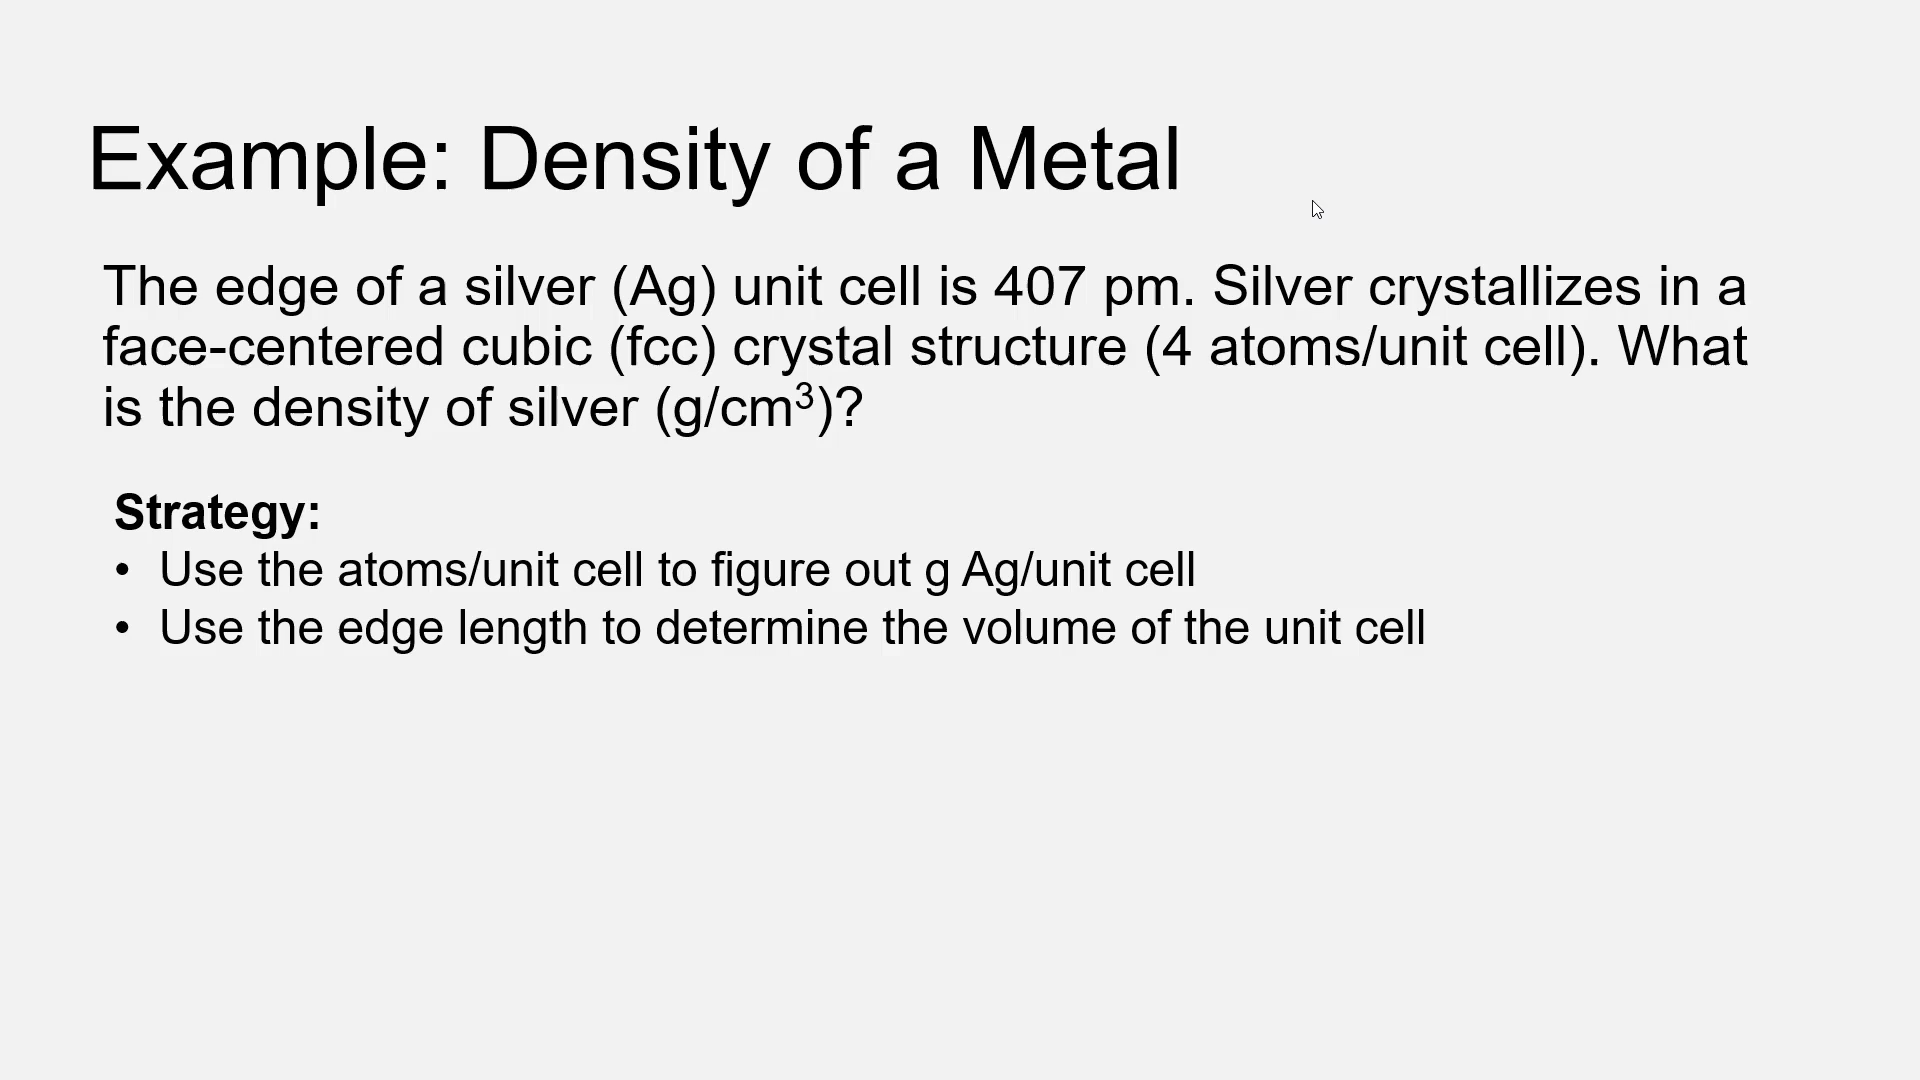 Example: Density of a Metal
The edge of a silver (Ag) unit cell is 407 pm. Silver crystallizes in a
face-centered cubic (fcc) crystal structure (4 atoms/unit cell). What
is the density of silver (g/cm³)?
Strategy:
• Use the atoms/unit cell to figure out g Ag/unit cell
• Use the edge length to determine the volume of the unit cell